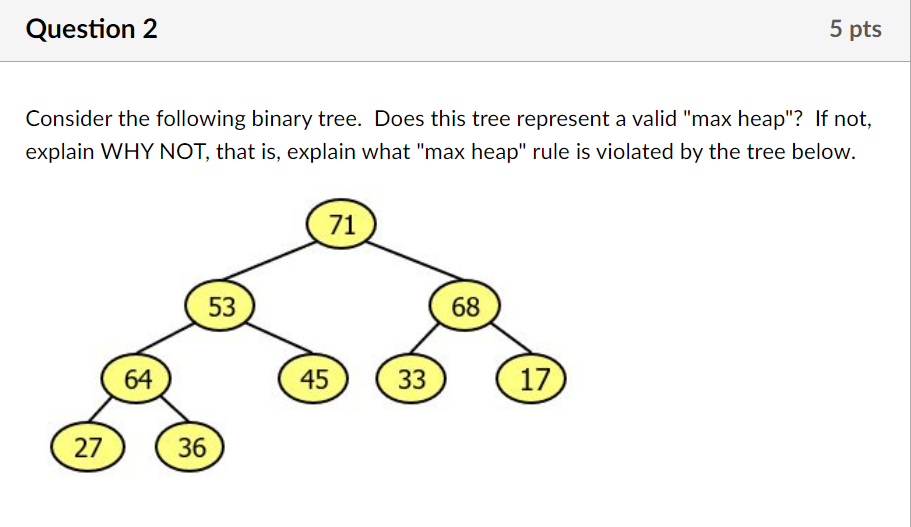 Question 2
5 pts
Consider the following binary tree.  Does this tree represent a valid "max heap"?  If not,
explain WHY NOT, that is, explain what "max heap" rule is violated by the tree below.
71
53
68
64
45
33
17
27
36